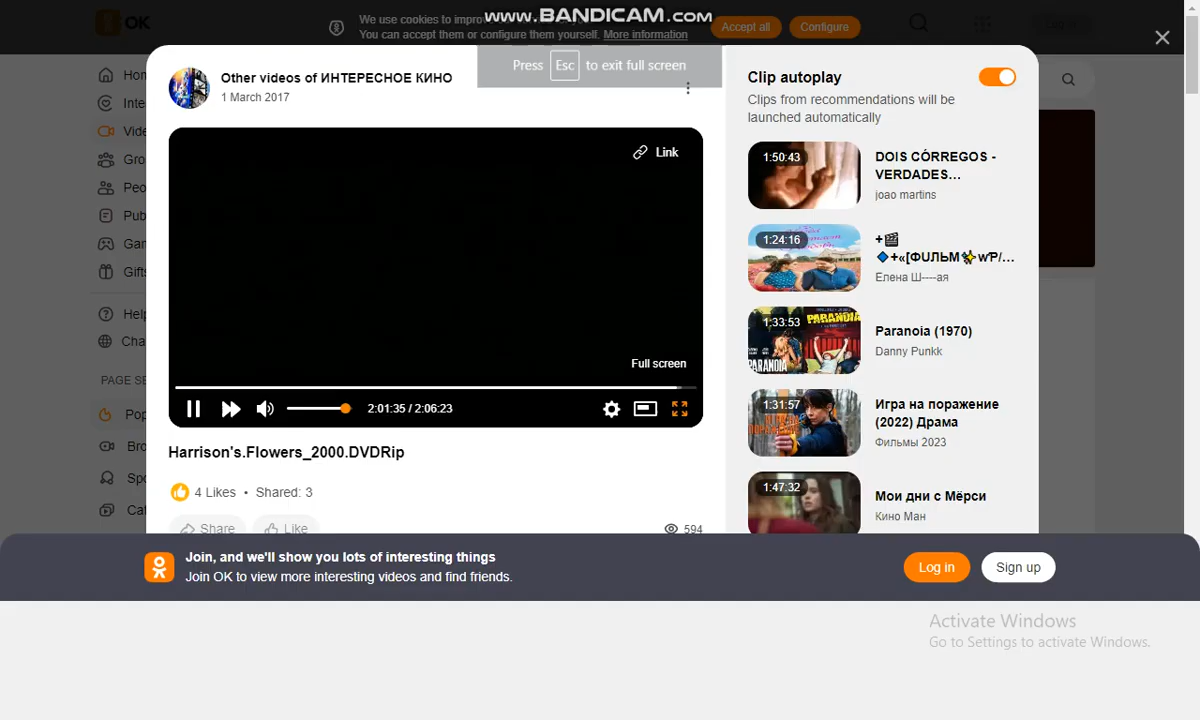 www.BANDICAM.com
OK
We use cookies to improv
You can accept them or configure them yourself. More information
Accept all
Configure
Press Esc to exit full screen
Other videos of ИНТЕРЕСНОЕ КИНО
1 March 2017
Link
Full screen
2:01:35 / 2:06:23
Harrison's.Flowers_2000.DVDRip
4 Likes • Shared: 3
Share
Like
594
Hon
Inte
Vide
Gro
Peo
Pub
Gam
Gifts
Help
Cha
PAGE SE
Pop
Bro
Spo
Cat
Clip autoplay
Clips from recommendations will be
launched automatically
1:50:43
DOIS CÓRREGOS -
VERDADES...
joao martins
1:24:16
+🎬
🔷+«[ФUЛЬМ✨wƤ/...
Елена Ш----ая
1:33:53
PARANOIA
PARANOIA
Paranoia (1970)
Danny Punkk
1:31:57
Игра на поражение
(2022) Драма
Фильмы 2023
1:47:32
Мои дни с Мёрси
Кино Ман
Join, and we'll show you lots of interesting things
Join OK to view more interesting videos and find friends.
Log in
Sign up
Activate Windows
Go to Settings to activate Windows.